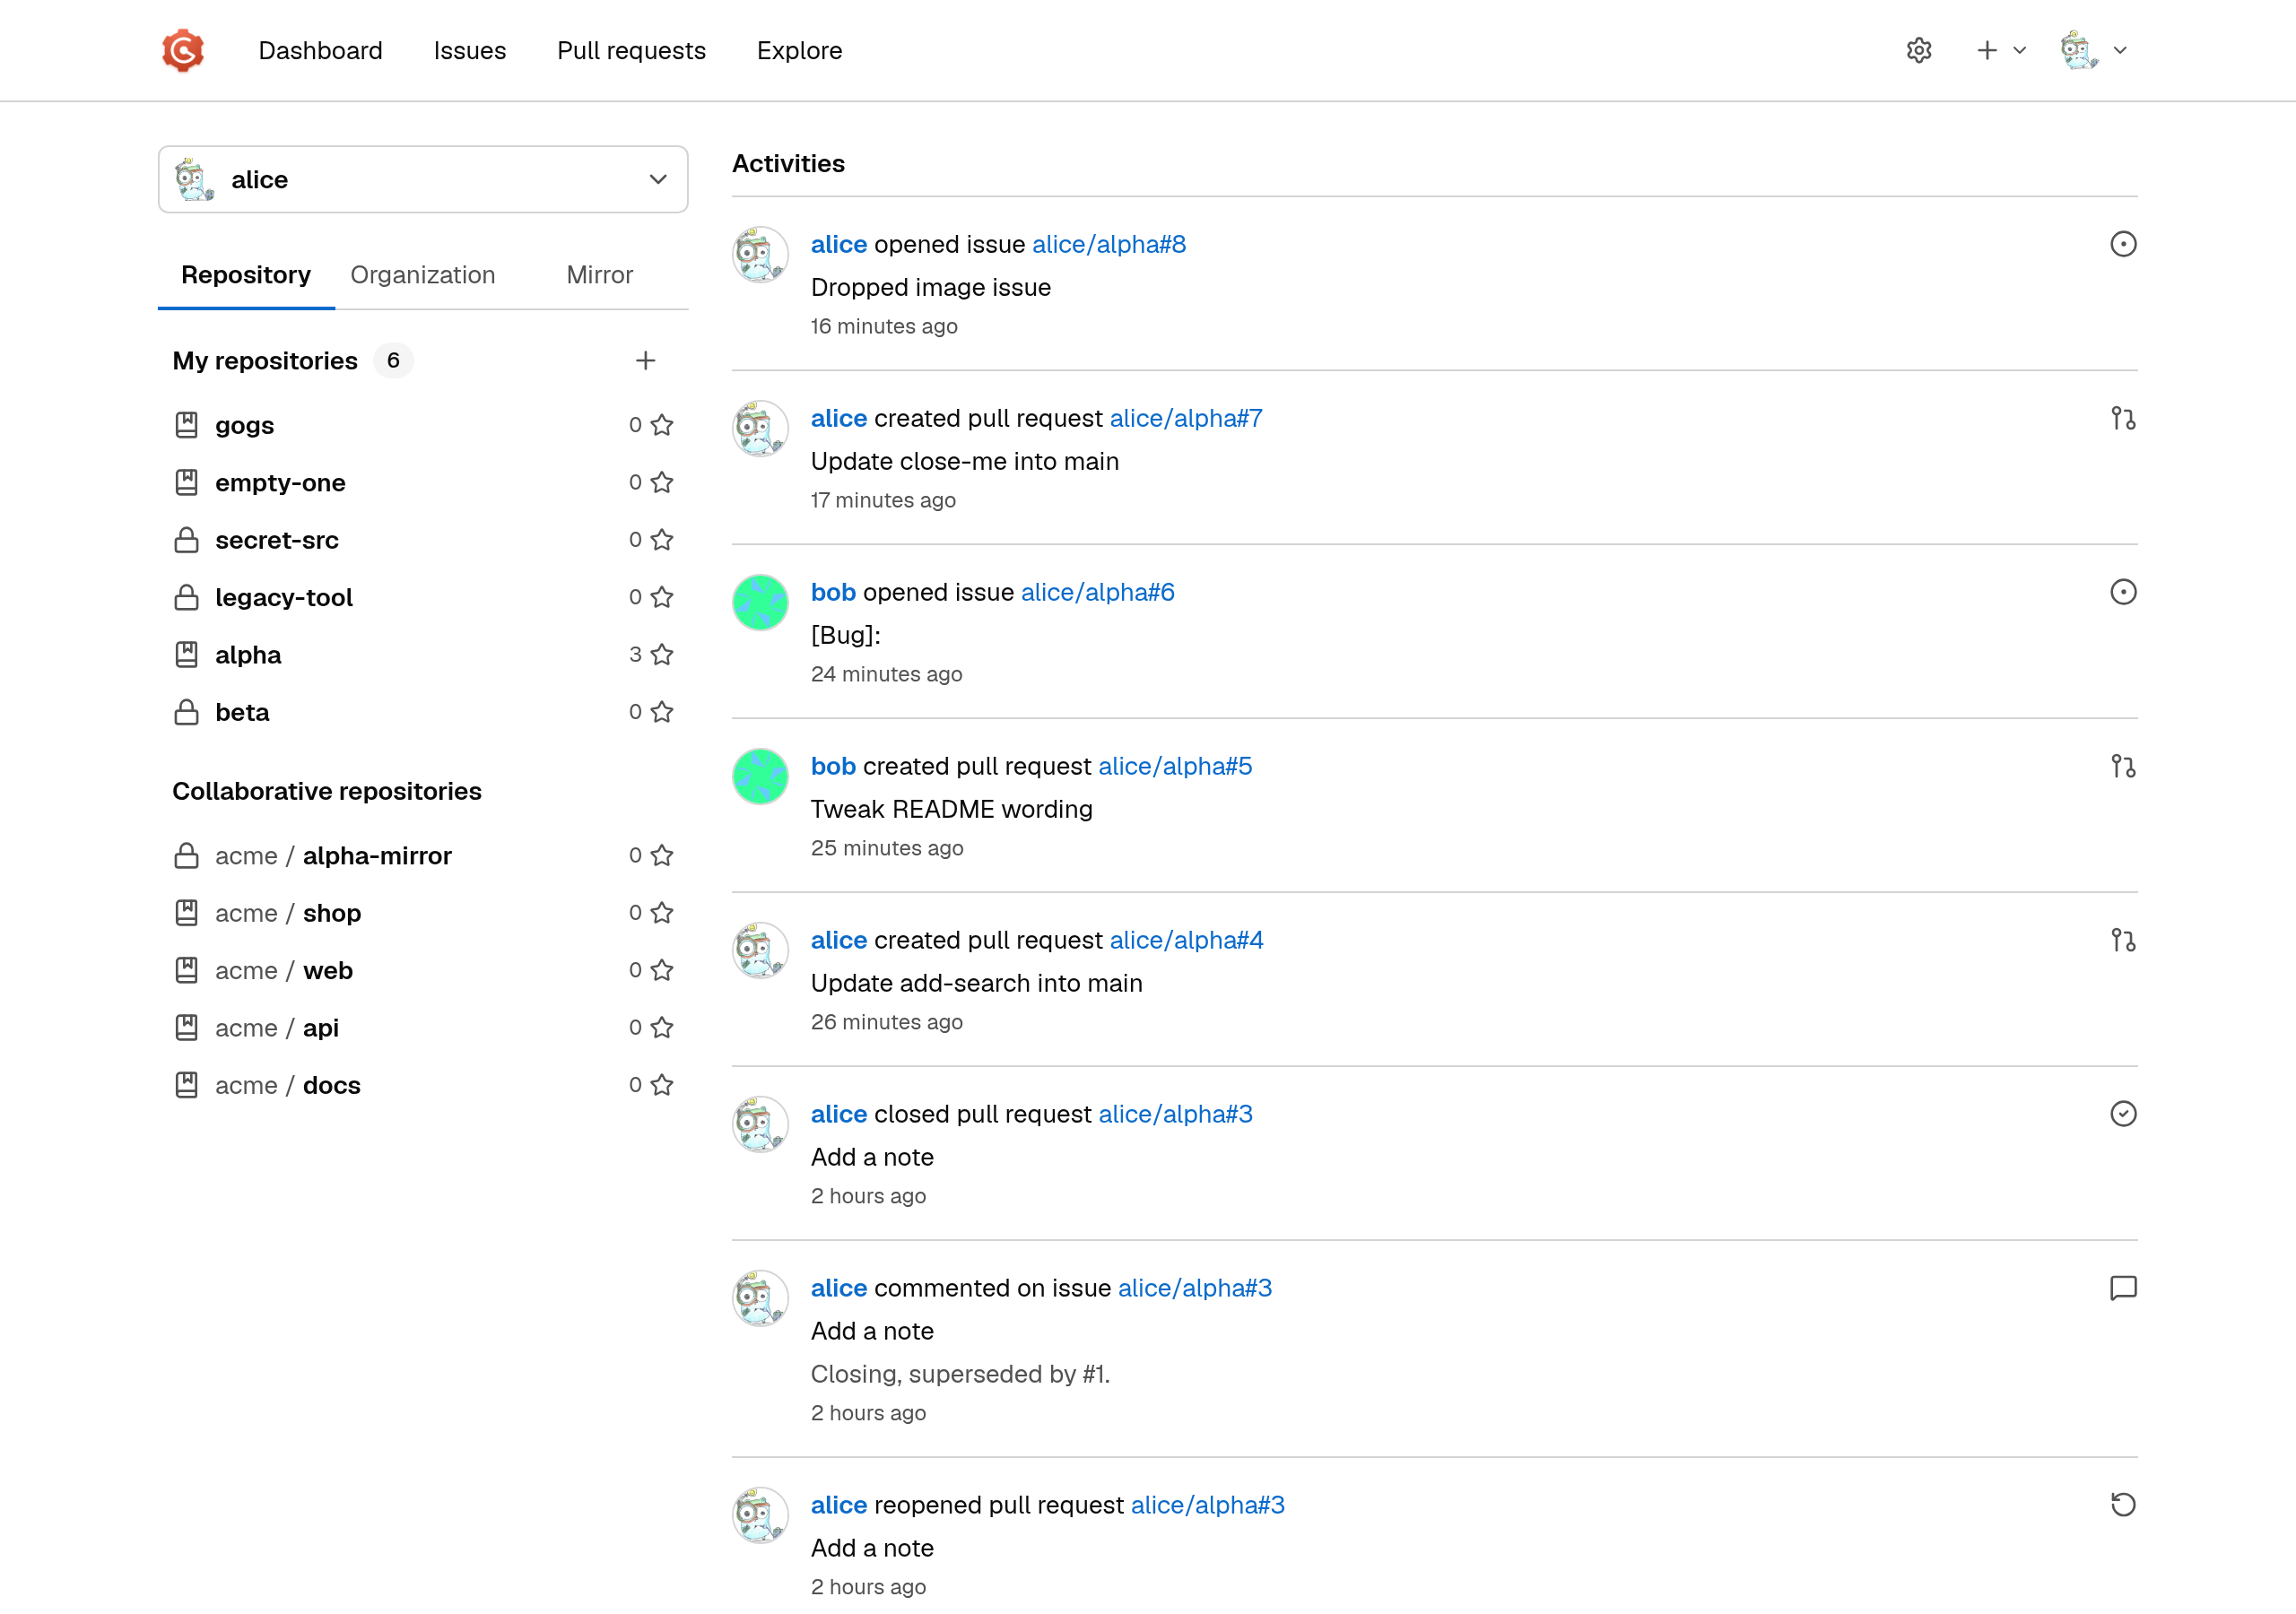 Dashboard Issues Pull requests Explore
alice
Repository Organization Mirror
My repositories 6
gogs 0
empty-one 0
secret-src 0
legacy-tool 0
alpha 3
beta 0
Collaborative repositories
acme / alpha-mirror 0
acme / shop 0
acme / web 0
acme / api 0
acme / docs 0
Activities
alice opened issue alice/alpha#8
Dropped image issue
16 minutes ago
alice created pull request alice/alpha#7
Update close-me into main
17 minutes ago
bob opened issue alice/alpha#6
[Bug]:
24 minutes ago
bob created pull request alice/alpha#5
Tweak README wording
25 minutes ago
alice created pull request alice/alpha#4
Update add-search into main
26 minutes ago
alice closed pull request alice/alpha#3
Add a note
2 hours ago
alice commented on issue alice/alpha#3
Add a note
Closing, superseded by #1.
2 hours ago
alice reopened pull request alice/alpha#3
Add a note
2 hours ago